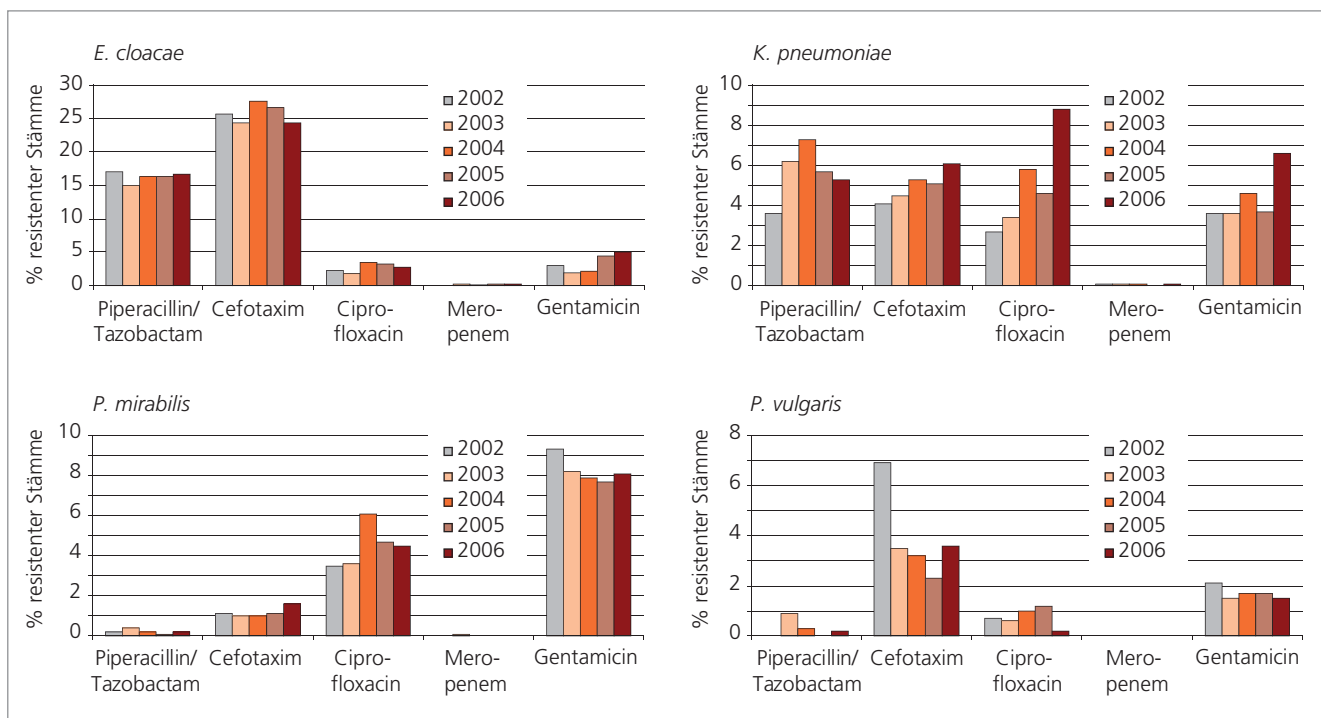 E. cloacae
% resistenter Stämme
30
25
20
15
10
5
0
2002
2003
2004
2005
2006
Piperacillin/
Tazobactam
Cefotaxim
Cipro-
floxacin
Mero-
penem
Gentamicin
K. pneumoniae
% resistenter Stämme
10
8
6
4
2
0
2002
2003
2004
2005
2006
Piperacillin/
Tazobactam
Cefotaxim
Cipro-
floxacin
Mero-
penem
Gentamicin
P. mirabilis
% resistenter Stämme
10
8
6
4
2
0
2002
2003
2004
2005
2006
Piperacillin/
Tazobactam
Cefotaxim
Cipro-
floxacin
Mero-
penem
Gentamicin
P. vulgaris
% resistenter Stämme
8
6
4
2
0
2002
2003
2004
2005
2006
Piperacillin/
Tazobactam
Cefotaxim
Cipro-
floxacin
Mero-
penem
Gentamicin